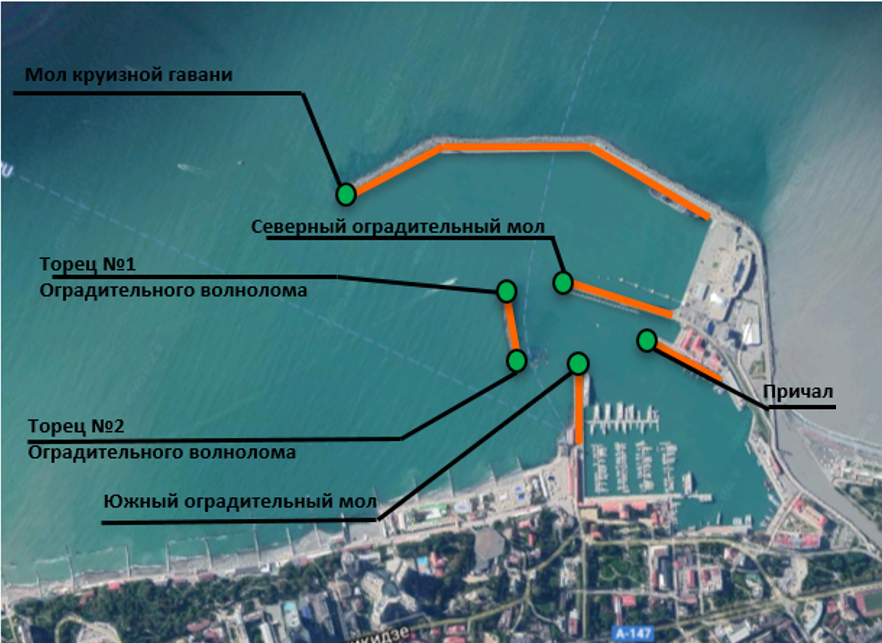 Мол круизной гавани
RU
Северный оградительный мол
Торец №1
Оградительного волнолома
Причал
Торец №2
Оградительного волнолома
Южный оградительный мол
А-147